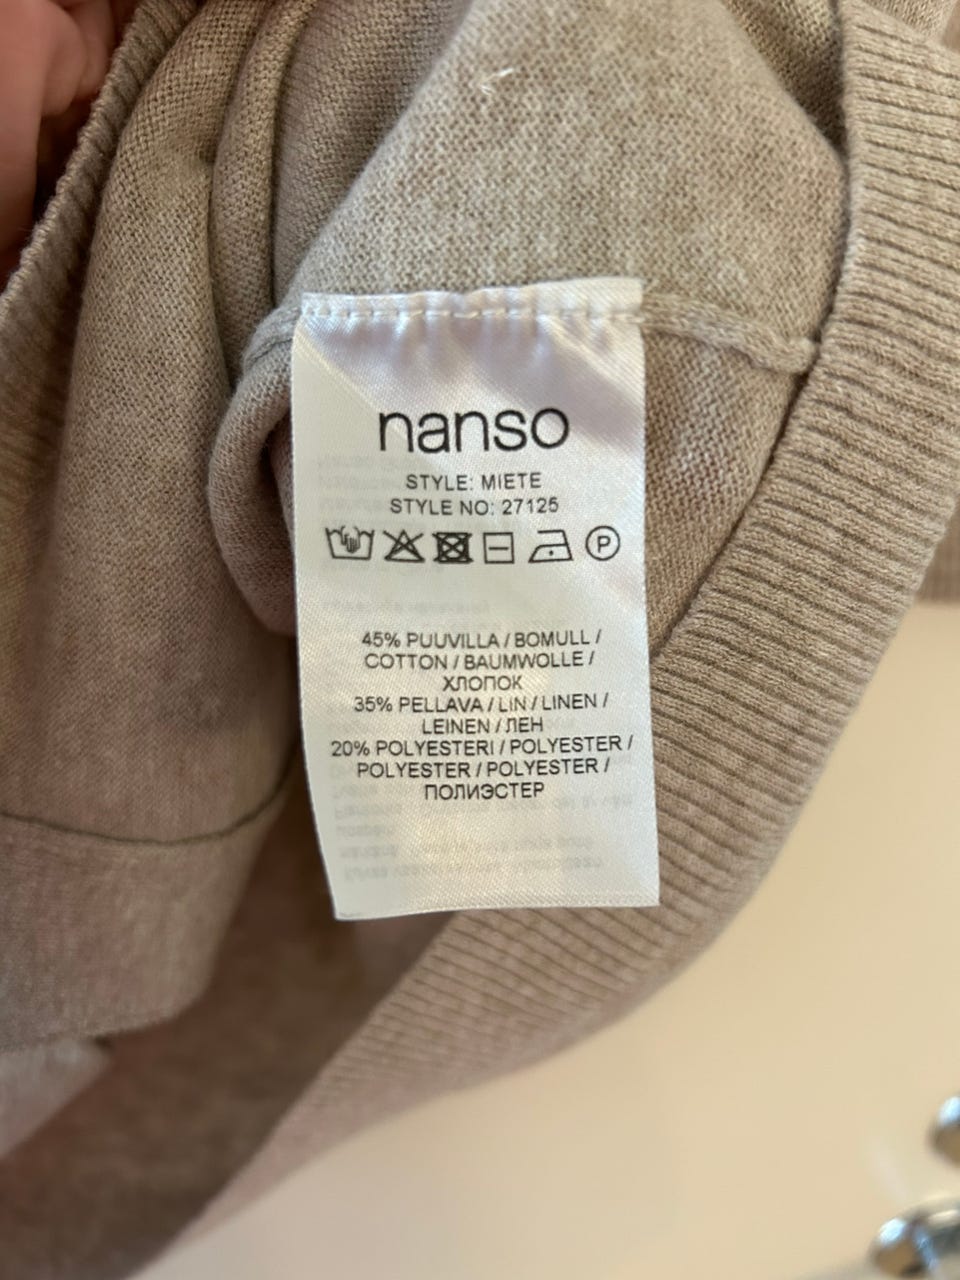 nanso
STYLE: MIETE
STYLE NO: 27125
P
45% PUUVILLA / BOMULL /
COTTON / BAUMWOLLE /
ХЛОПОК
35% PELLAVA / LIN / LINEN /
LEINEN / ЛЕН
20% POLYESTERI / POLYESTER /
POLYESTER / POLYESTER /
ПОЛИЭСТЕР